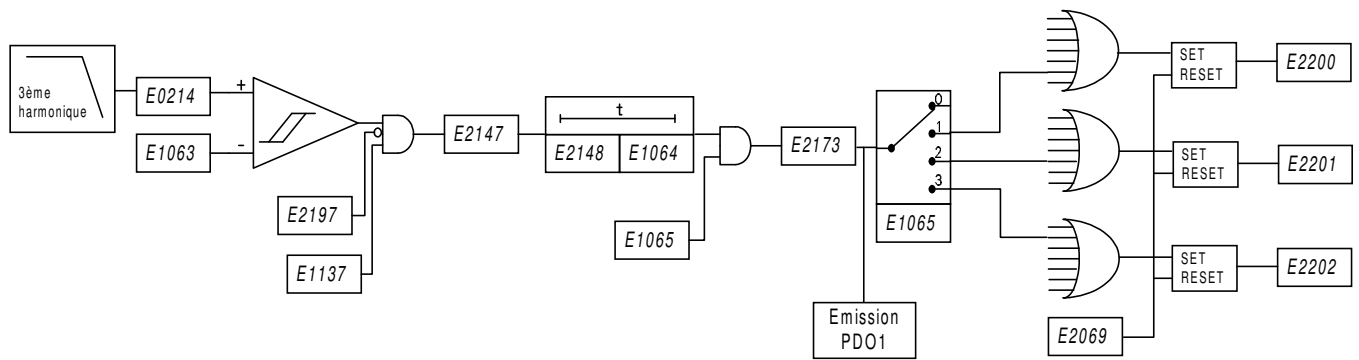 3ème
harmonique
E0214
+
E1063
-
E2197
E1137
E2147
t
E2148 E1064
E1065
E2173
0
1
2
3
E1065
Emission
PDO1
SET
RESET
E2200
SET
RESET
E2201
SET
RESET
E2202
E2069